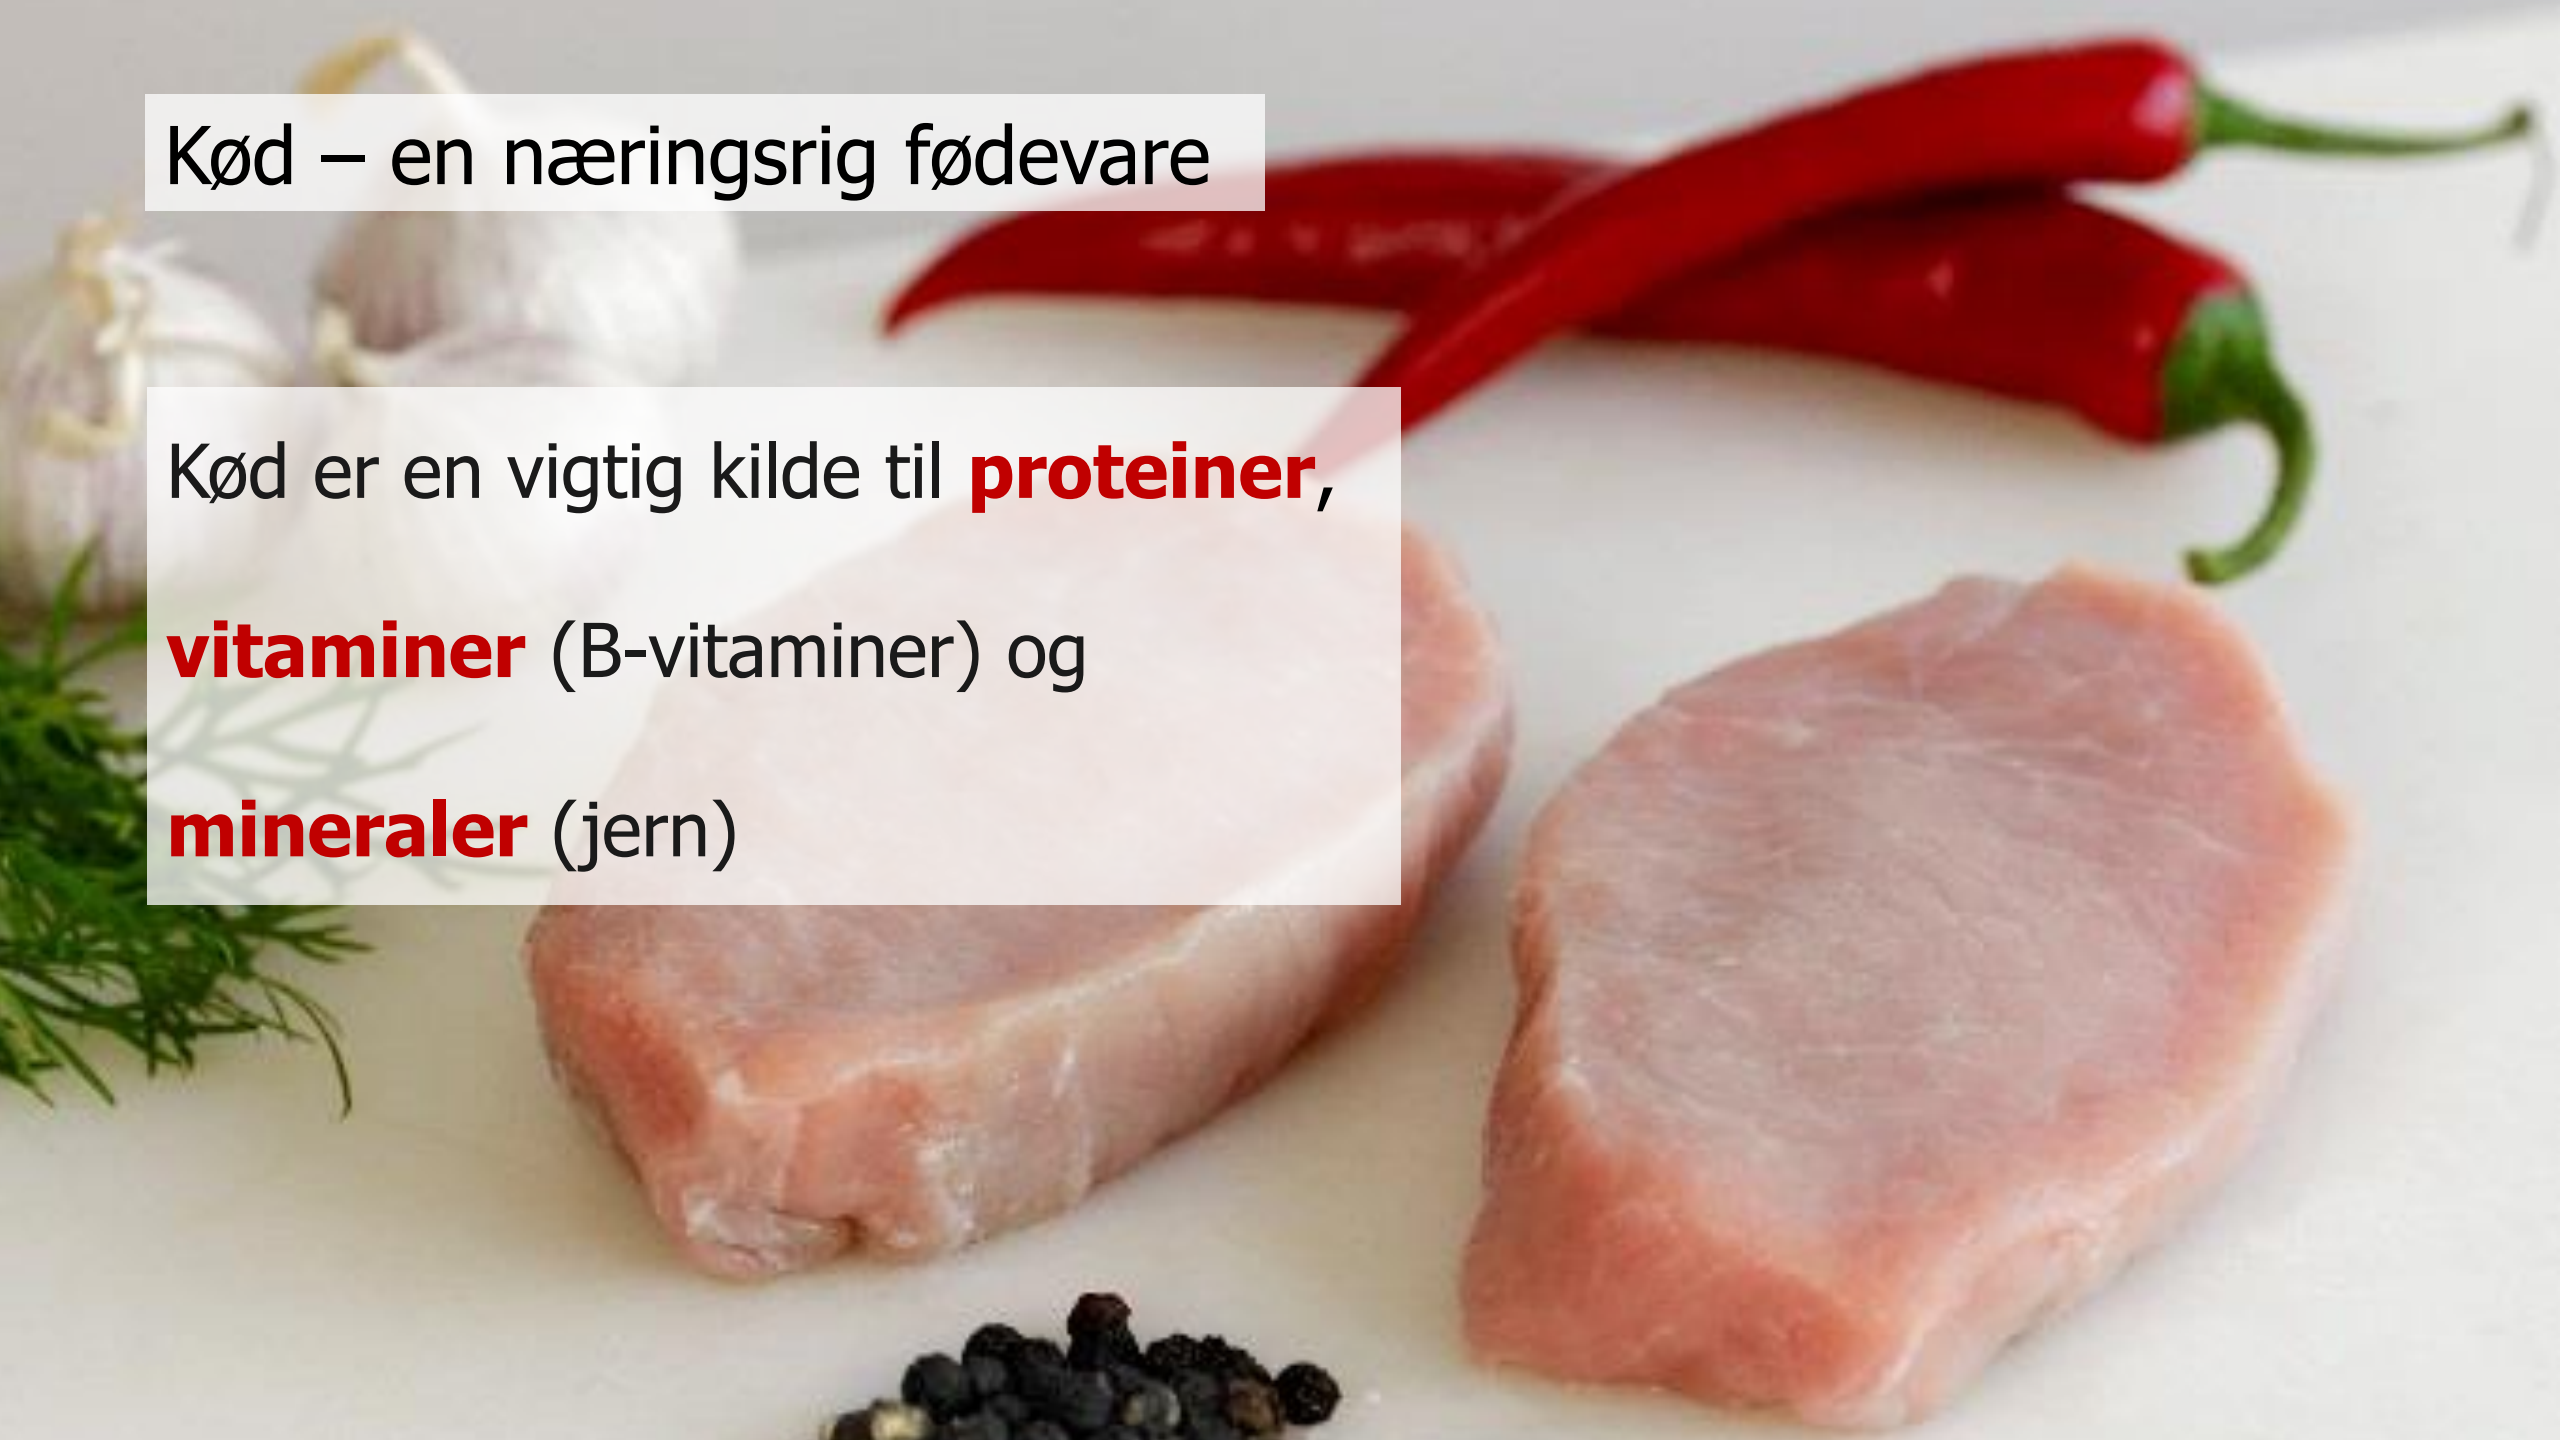 Kød – en næringsrig fødevare
Kød er en vigtig kilde til proteiner,
vitaminer (B-vitaminer) og
mineraler (jern)